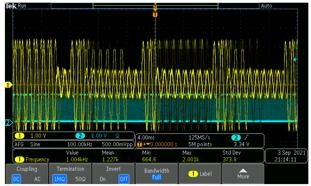 Tek Run
Auto
1 1.00 V
2 1.00 V Ω
4.00ms
125MS/s
2
AFG Sine 100.00kHz 500.00mVpp
0.000000 s
5M points
3.34 V
Value Mean Min Max Std Dev
1 Frequency 1.004kHz 1.227k 664.6 2.001k 373.8
3 Sep 2021
21:14:11
Coupling
DC AC
Termination
1MΩ 50Ω
Invert
On Off
Bandwidth
Full
1 Label
More